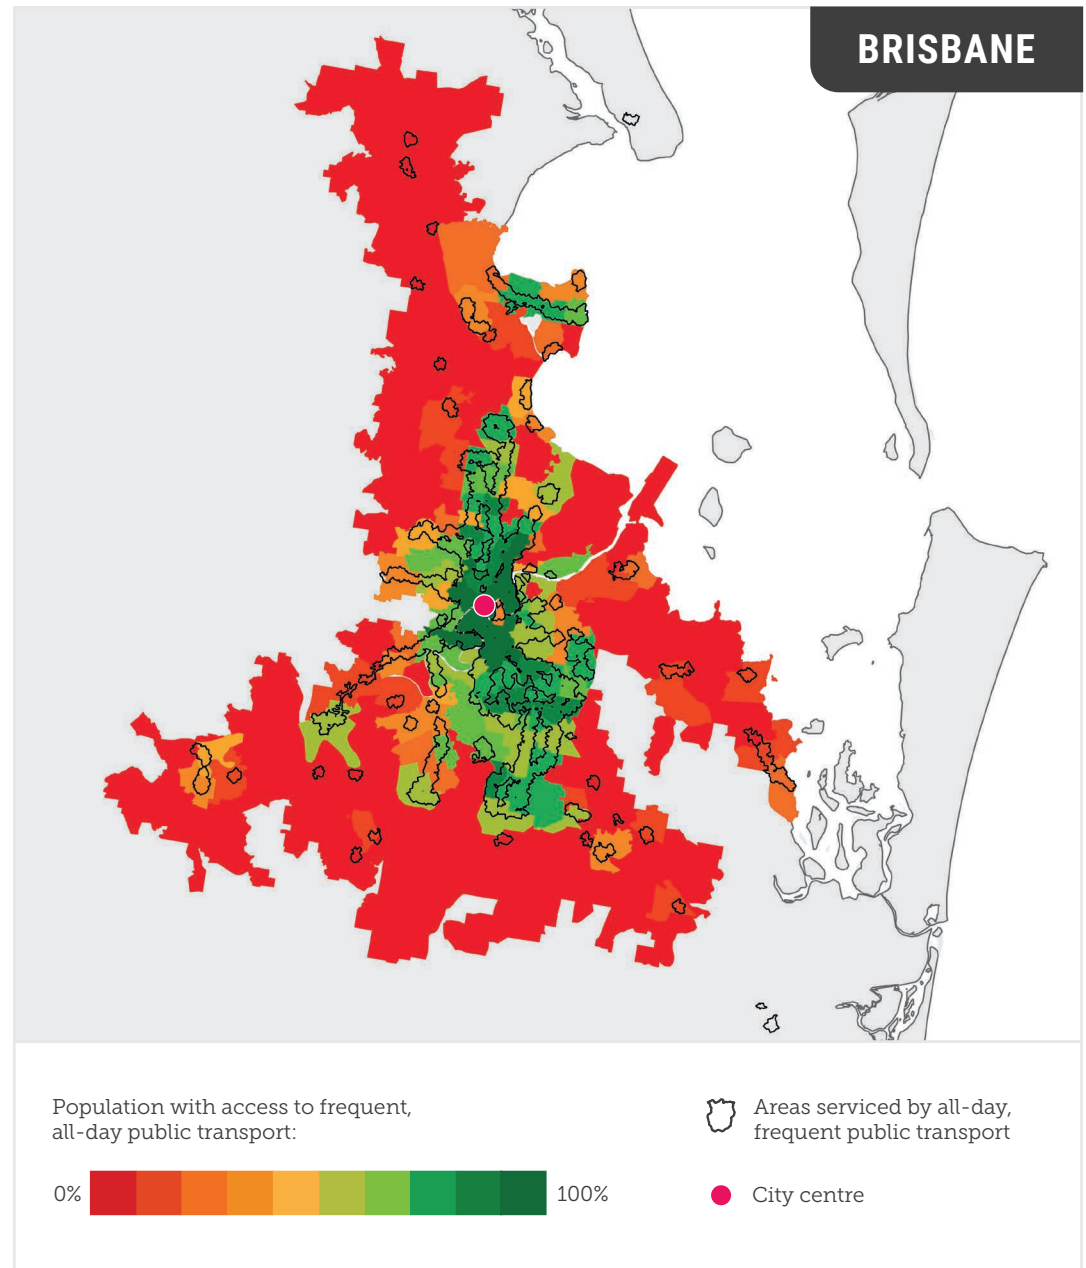 BRISBANE
Population with access to frequent,
all-day public transport:
0%
100%
Areas serviced by all-day,
frequent public transport
City centre